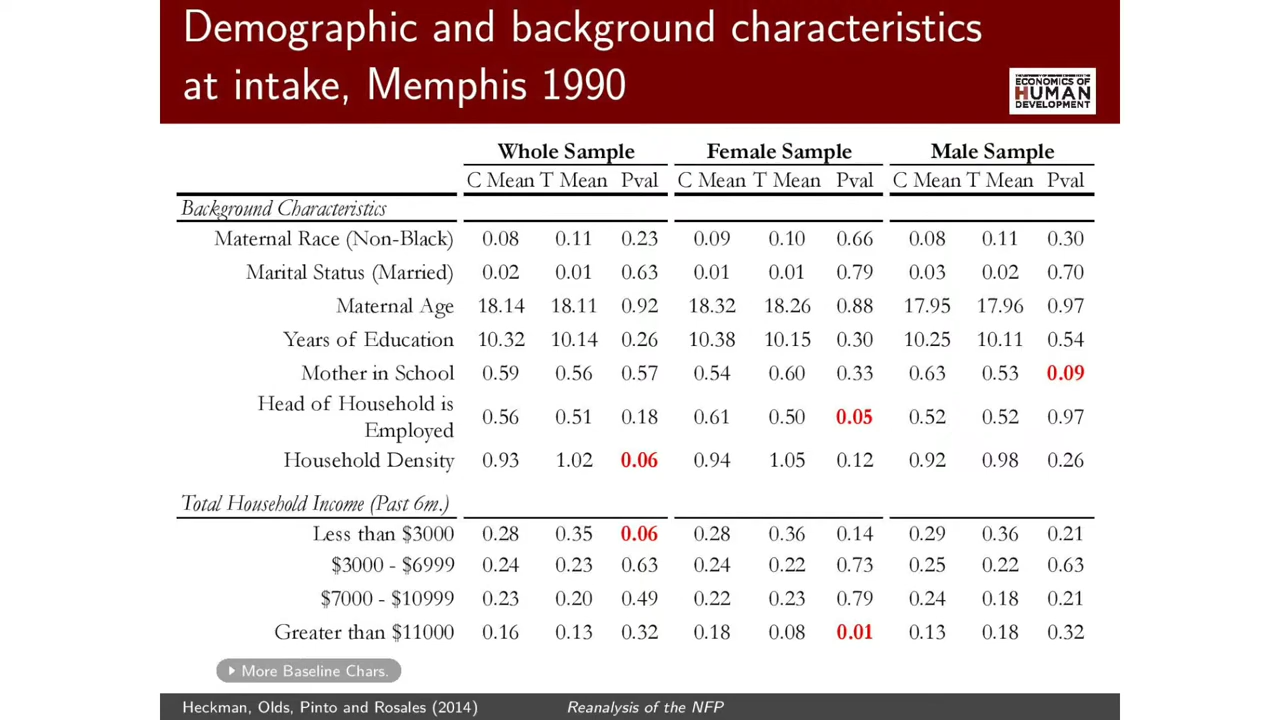 Demographic and background characteristics
at intake, Memphis 1990
ECONOMICS OF
HUMAN
DEVELOPMENT
Whole Sample Female Sample Male Sample
C Mean T Mean Pval C Mean T Mean Pval C Mean T Mean Pval
Background Characteristics
Maternal Race (Non-Black) 0.08 0.11 0.23 0.09 0.10 0.66 0.08 0.11 0.30
Marital Status (Married) 0.02 0.01 0.63 0.01 0.01 0.79 0.03 0.02 0.70
Maternal Age 18.14 18.11 0.92 18.32 18.26 0.88 17.95 17.96 0.97
Years of Education 10.32 10.14 0.26 10.38 10.15 0.30 10.25 10.11 0.54
Mother in School 0.59 0.56 0.57 0.54 0.60 0.33 0.63 0.53 0.09
Head of Household is
Employed 0.56 0.51 0.18 0.61 0.50 0.05 0.52 0.52 0.97
Household Density 0.93 1.02 0.06 0.94 1.05 0.12 0.92 0.98 0.26
Total Household Income (Past 6m.)
Less than $3000 0.28 0.35 0.06 0.28 0.36 0.14 0.29 0.36 0.21
$3000 - $6999 0.24 0.23 0.63 0.24 0.22 0.73 0.25 0.22 0.63
$7000 - $10999 0.23 0.20 0.49 0.22 0.23 0.79 0.24 0.18 0.21
Greater than $11000 0.16 0.13 0.32 0.18 0.08 0.01 0.13 0.18 0.32
More Baseline Chars.
Heckman, Olds, Pinto and Rosales (2014) Reanalysis of the NFP